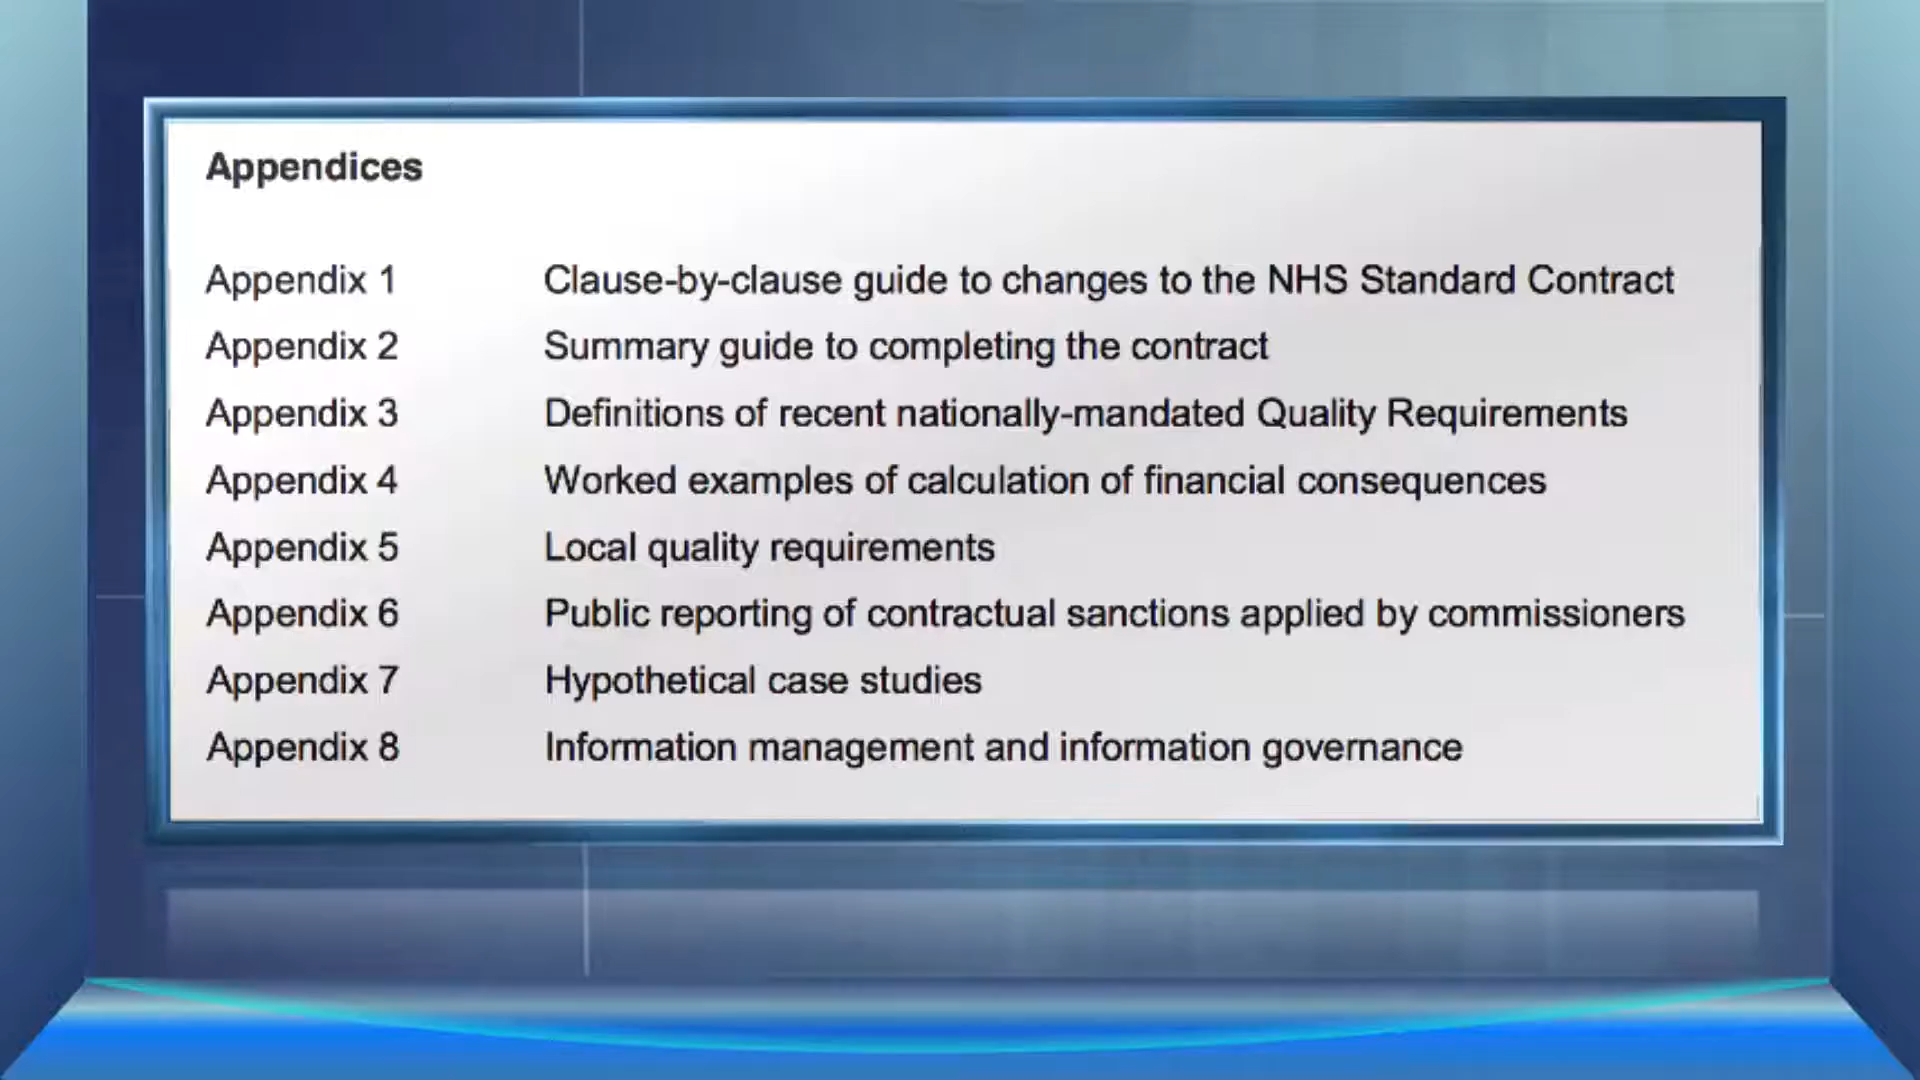 Appendices
Appendix 1 Clause-by-clause guide to changes to the NHS Standard Contract
Appendix 2 Summary guide to completing the contract
Appendix 3 Definitions of recent nationally-mandated Quality Requirements
Appendix 4 Worked examples of calculation of financial consequences
Appendix 5 Local quality requirements
Appendix 6 Public reporting of contractual sanctions applied by commissioners
Appendix 7 Hypothetical case studies
Appendix 8 Information management and information governance